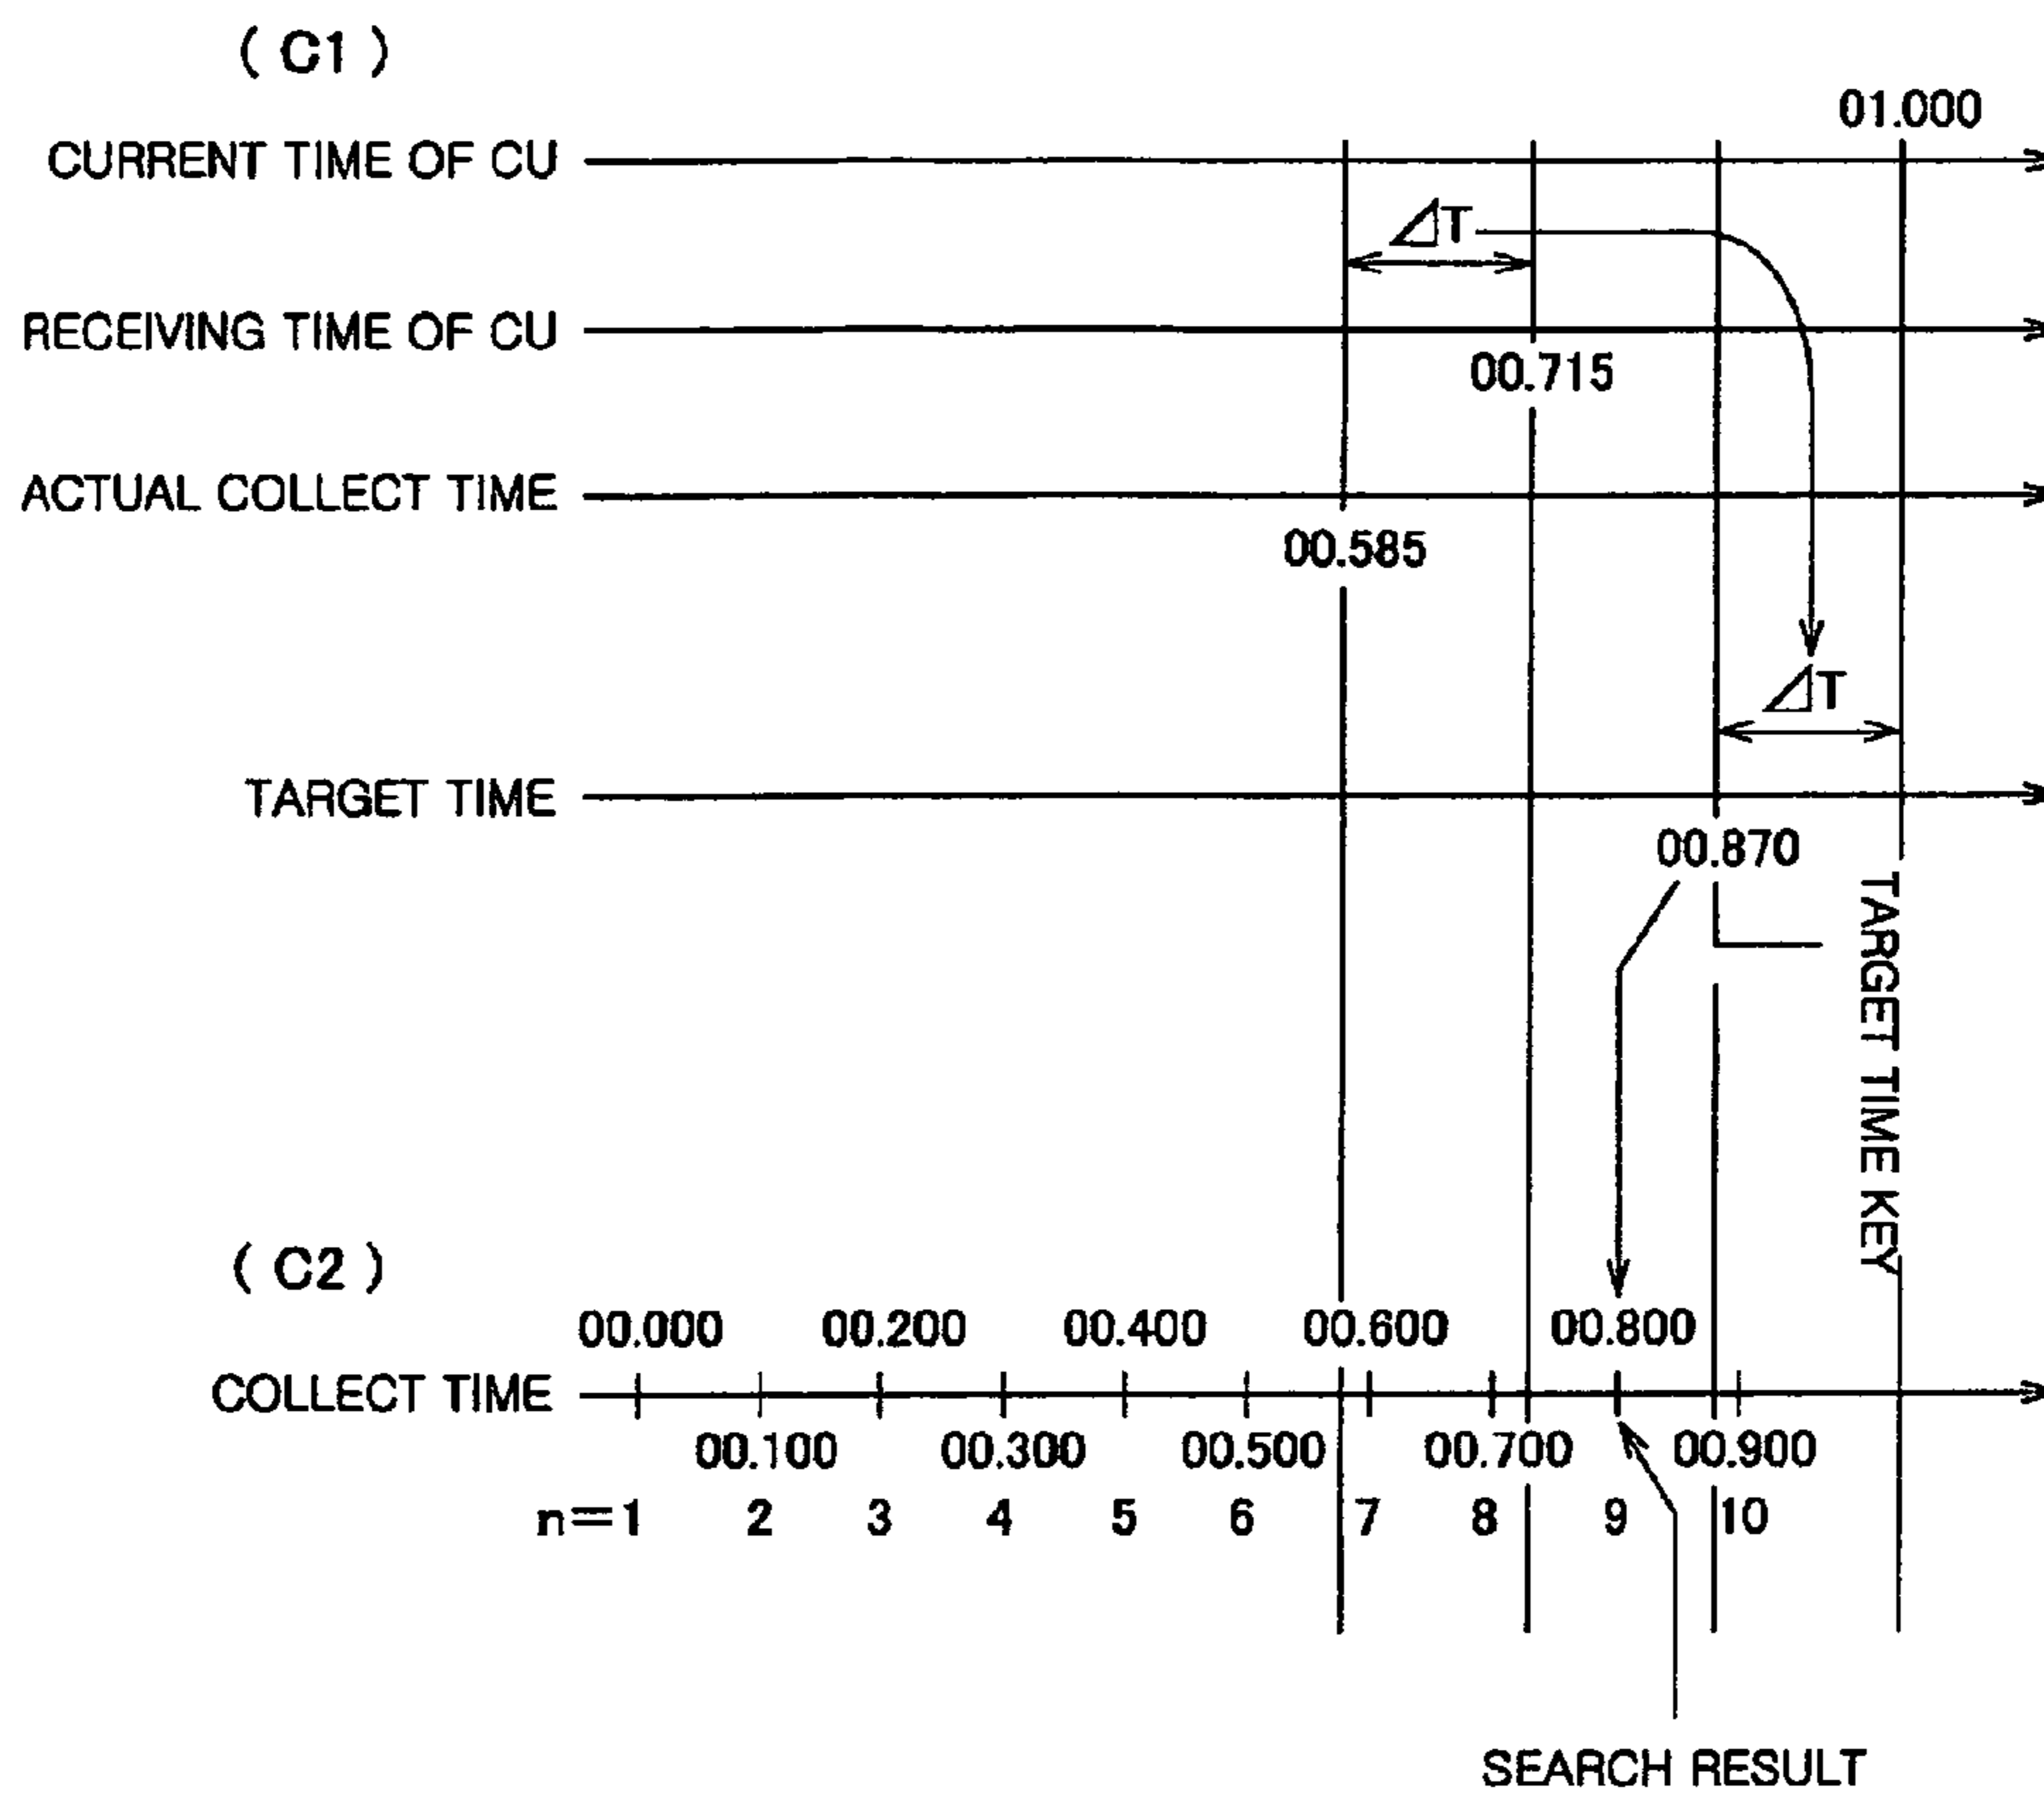 ( C1 )
01.000
CURRENT TIME OF CU
⊿T
RECEIVING TIME OF CU
00.715
ACTUAL COLLECT TIME
00.585
⊿T
TARGET TIME
00.870
TARGET TIME KEY
( C2 )
00.000 00.200 00.400 00.600 00.800
COLLECT TIME
00.100 00.300 00.500 00.700 00.900
n=1 2 3 4 5 6 7 8 9 10
SEARCH RESULT